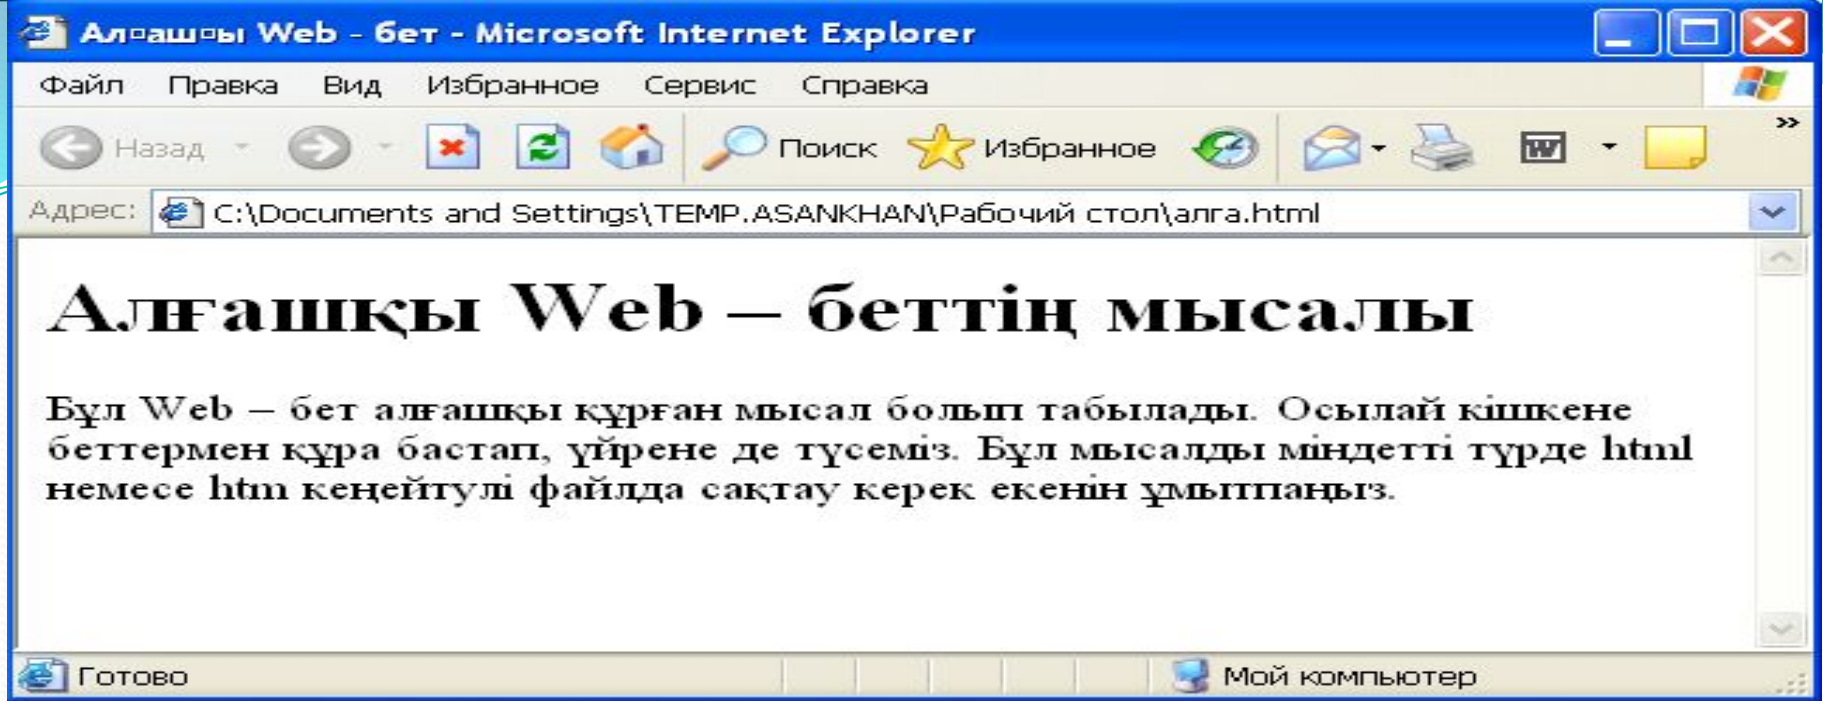 Ал▫аш▫ы Web - бет - Microsoft Internet Explorer
Файл Правка Вид Избранное Сервис Справка
Назад Поиск Избранное
Адрес: C:\Documents and Settings\TEMP.ASANKHAN\Рабочий стол\алга.html
Алғашқы Web – беттің мысалы
Бұл Web – бет алғашқы құрған мысал болып табылады. Осылай кішкене
беттермен құра бастап, үйрене де түсеміз. Бұл мысалды міндетті түрде html
немесе htm кеңейтулі файлда сақтау керек екенін ұмытпаңыз.
Готово Мой компьютер